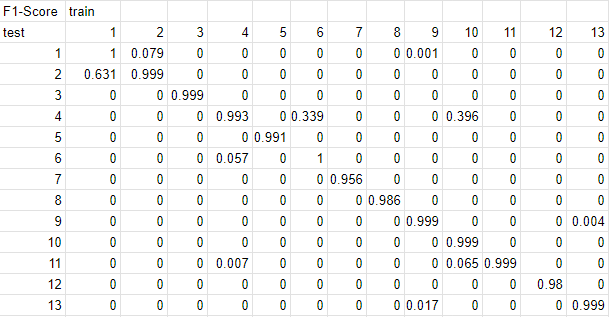 F1-Score train
test 1 2 3 4 5 6 7 8 9 10 11 12 13
1 1 0.079 0 0 0 0 0 0 0.001 0 0 0 0
2 0.631 0.999 0 0 0 0 0 0 0 0 0 0 0
3 0 0 0.999 0 0 0 0 0 0 0 0 0 0
4 0 0 0 0.993 0 0.339 0 0 0 0.396 0 0 0
5 0 0 0 0 0.991 0 0 0 0 0 0 0 0
6 0 0 0 0.057 0 1 0 0 0 0 0 0 0
7 0 0 0 0 0 0 0.956 0 0 0 0 0 0
8 0 0 0 0 0 0 0 0.986 0 0 0 0 0
9 0 0 0 0 0 0 0 0 0.999 0 0 0 0.004
10 0 0 0 0 0 0 0 0 0 0.999 0 0 0
11 0 0 0 0.007 0 0 0 0 0 0.065 0.999 0 0
12 0 0 0 0 0 0 0 0 0 0 0 0.98 0
13 0 0 0 0 0 0 0 0 0.017 0 0 0 0.999